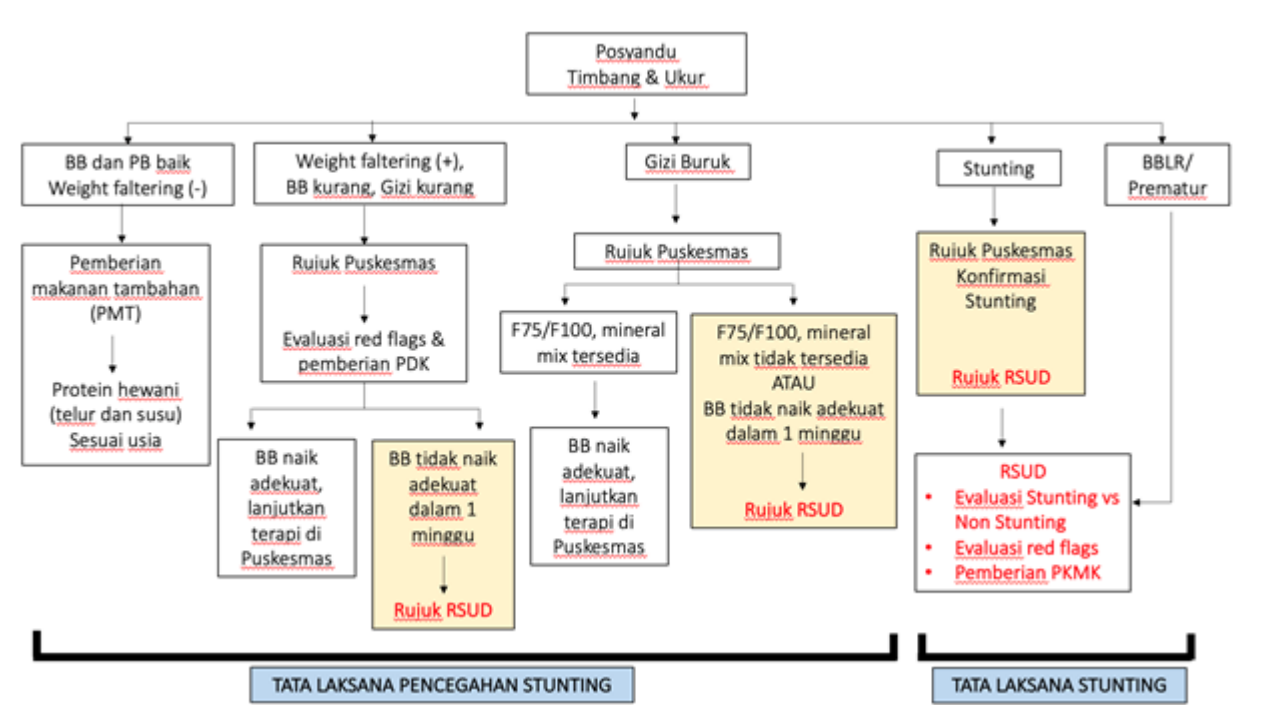 Posyandu
Timbang & Ukur
BB dan PB baik
Weight faltering (-)
Pemberian
makanan tambahan
(PMT)
Protein hewani
(telur dan susu)
Sesuai usia
Weight faltering (+),
BB kurang, Gizi kurang
Rujuk Puskesmas
Evaluasi red flags &
pemberian PDK
BB naik
adekuat,
lanjutkan
terapi di
Puskesmas
BB tidak naik
adekuat
dalam 1
minggu
Rujuk RSUD
Gizi Buruk
Rujuk Puskesmas
F75/F100, mineral
mix tersedia
BB naik
adekuat,
lanjutkan
terapi di
Puskesmas
F75/F100, mineral
mix tidak tersedia
ATAU
BB tidak naik adekuat
dalam 1 minggu
Rujuk RSUD
Stunting
Rujuk Puskesmas
Konfirmasi
Stunting
Rujuk RSUD
BBLR/
Prematur
RSUD
• Evaluasi Stunting vs
Non Stunting
• Evaluasi red flags
• Pemberian PKMK
TATA LAKSANA PENCEGAHAN STUNTING
TATA LAKSANA STUNTING